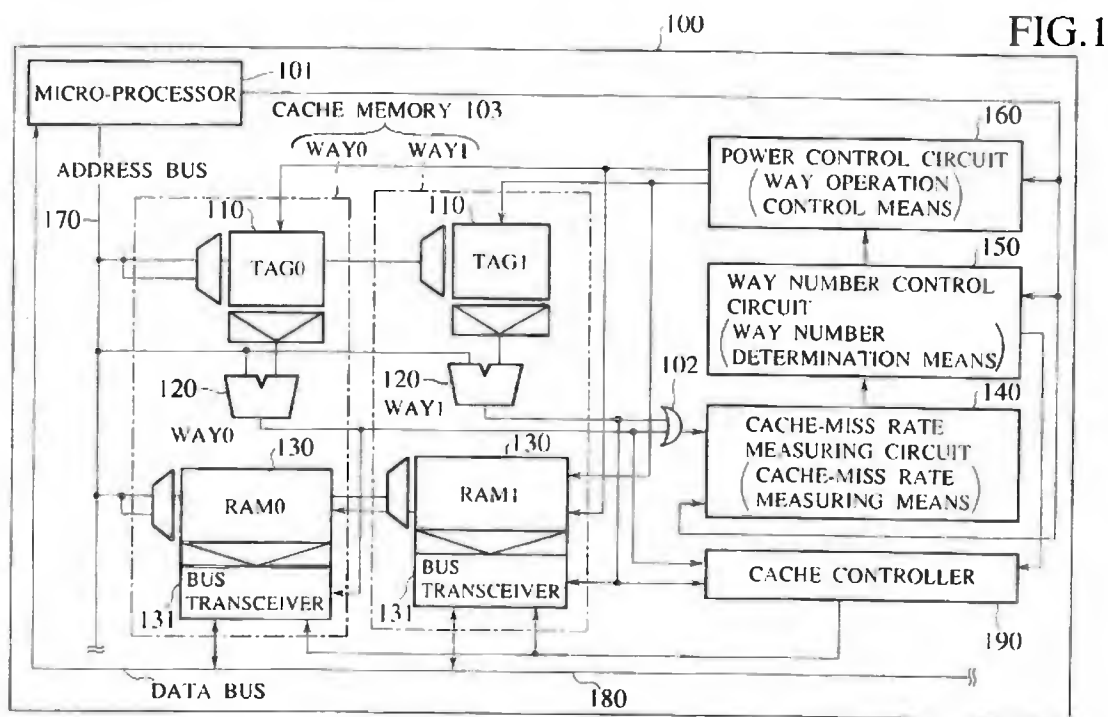 FIG.1
100
101
MICRO-PROCESSOR
CACHE MEMORY 103
WAY0 WAY1
ADDRESS BUS
170
110
TAG0
110
TAG1
160
POWER CONTROL CIRCUIT
(WAY OPERATION
CONTROL MEANS)
150
WAY NUMBER CONTROL
CIRCUIT
(WAY NUMBER
DETERMINATION MEANS)
120
WAY0
120
WAY1
102
140
CACHE-MISS RATE
MEASURING CIRCUIT
(CACHE-MISS RATE
MEASURING MEANS)
130
RAM0
130
RAM1
BUS
TRANSCEIVER
131
BUS
TRANSCEIVER
131
CACHE CONTROLLER
190
DATA BUS
180